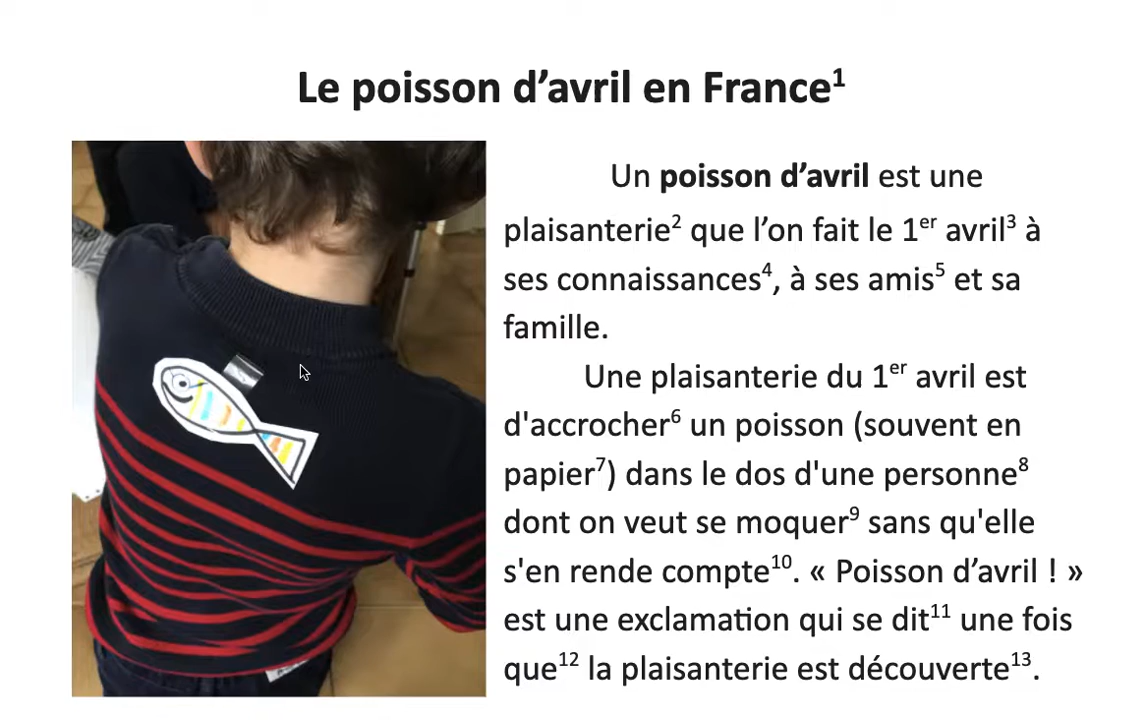 Le poisson d’avril en France¹
Un poisson d’avril est une
plaisanterie² que l’on fait le 1ᵉʳ avril³ à
ses connaissances⁴, à ses amis⁵ et sa
famille.
Une plaisanterie du 1ᵉʳ avril est
d'accrocher⁶ un poisson (souvent en
papier⁷) dans le dos d'une personne⁸
dont on veut se moquer⁹ sans qu'elle
s'en rende compte¹⁰. « Poisson d’avril ! »
est une exclamation qui se dit¹¹ une fois
que¹² la plaisanterie est découverte¹³.